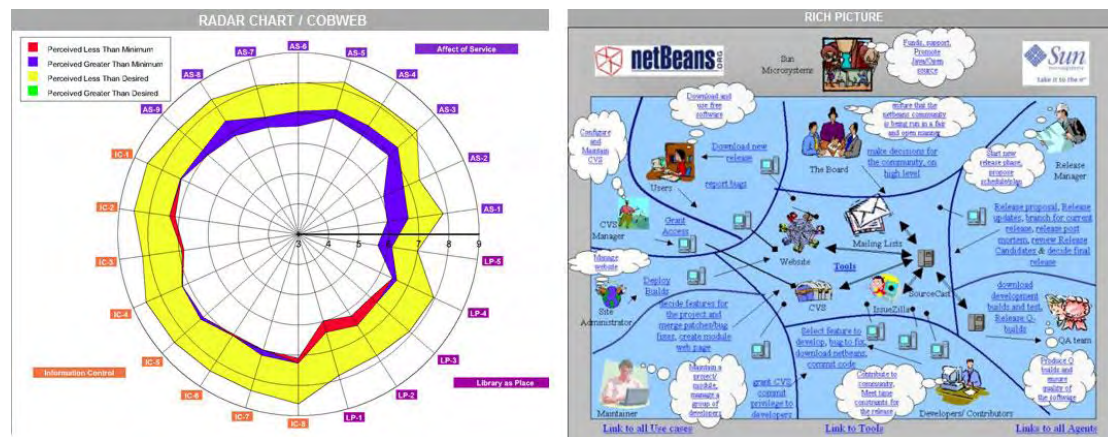 RADAR CHART / COBWEB
Perceived Less Than Minimum
Perceived Greater Than Minimum
Perceived Less Than Desired
Perceived Greater Than Desired
Affect of Service
AS-6
AS-7
AS-5
AS-8
AS-4
AS-9
AS-3
IC-1
AS-2
IC-2
AS-1
3 4 5 6 7 8 9
IC-3
LP-5
IC-4
LP-4
IC-5
LP-3
Information Control
Library as Place
IC-6
LP-2
IC-7
LP-1
IC-8
RICH PICTURE
netBeans
.ORG
Sun
Microsystems
Funds, support,
Promote
Java/Open
source
Sun
microsystems
take it to the nth
Download and
use free
software
ensure that the
netbeans community
is being run in a fair
and open manner
Configure
and
Maintain
CVS
Download new
release
report bugs
Users
The Board
make decisions for
the community, on
high level
Start new
release phase,
propose
schedule/plan
Release
Manager
CVS
Manager
Grant
Access
Website
Mailing Lists
Release proposal, Release
updates, branch for current
release, release post
mortem, review Release
Candidates & decide final
release
Manage
website
Tools
Site
Administrator
Deploy
Builds
CVS
IssueZilla
SourceCast
download
development
builds and test,
Release Q-
builds
QA team
decide features for
the project and
merge patches/bug
fixes, create module
web page
Select feature to
develop, bug to fix,
download netbeans,
commit code
Maintainer
Maintain a
project/
module,
manage a
group of
developers
grant CVS
commit
privilege to
developers
Contribute to
community,
Meet time
constraints for
the release
Developers/ Contributors
Produce Q
builds and
ensure
quality of
the software
Link to all Use cases
Link to Tools
Links to all Agents